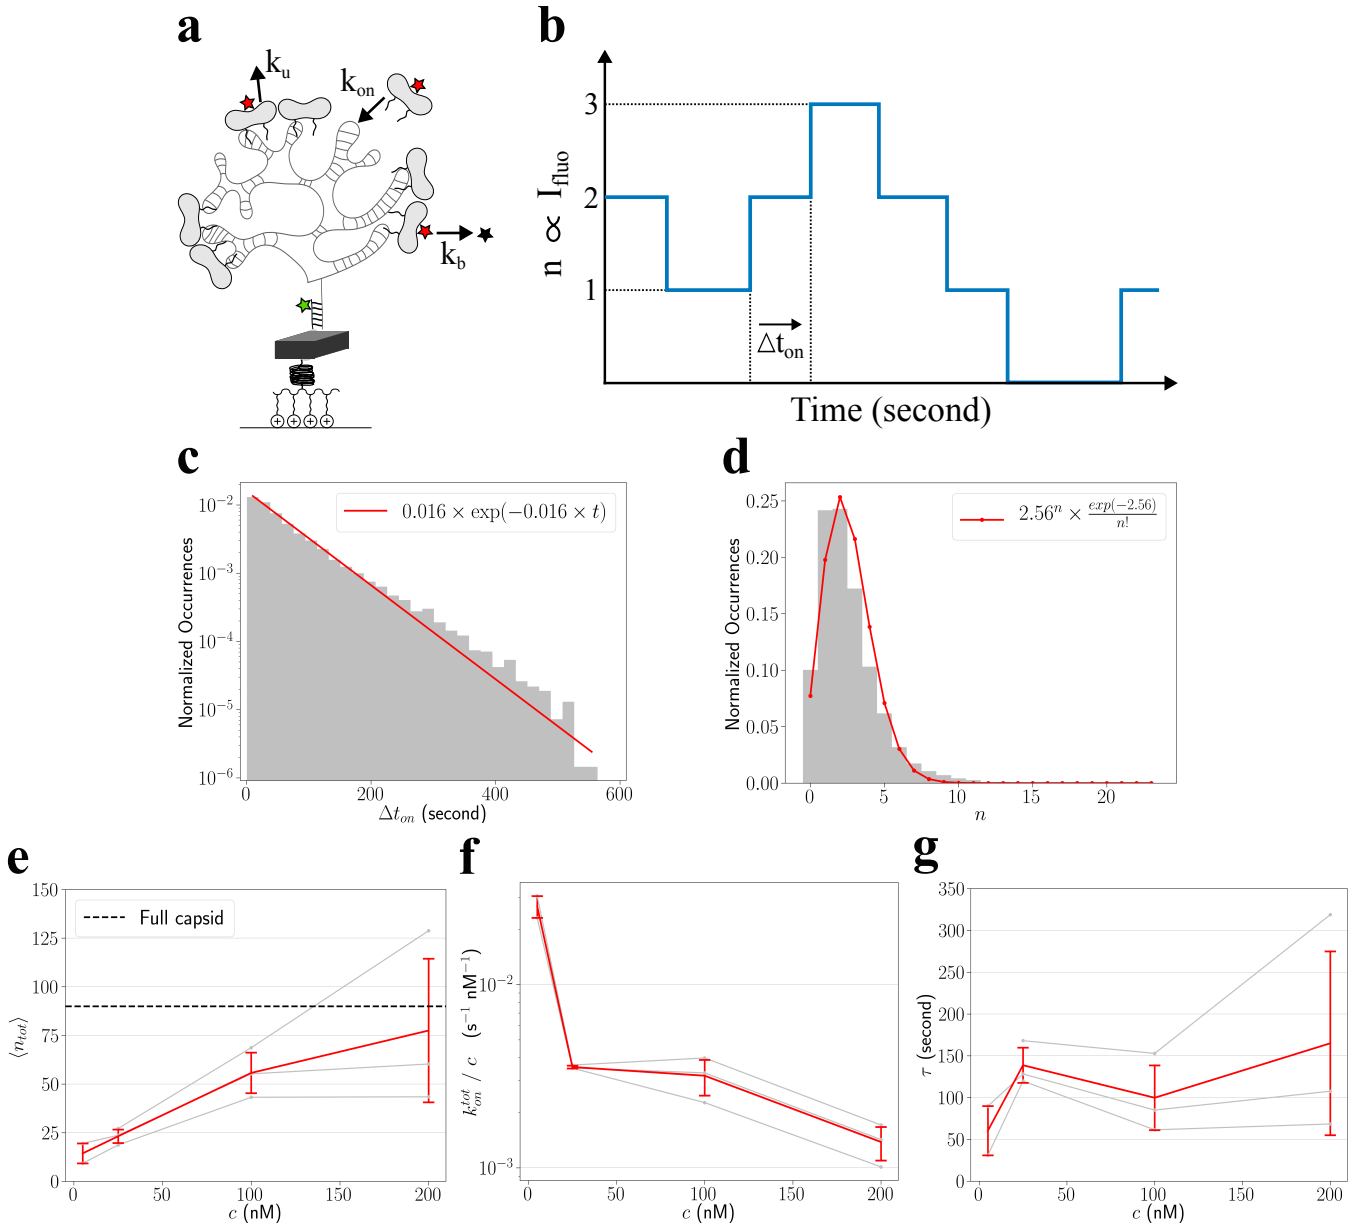 a
k_u
k_on
k_b
b
n ∝ I_fluo
3
2
1
Δt_on
Time (second)
c
Normalized Occurrences
10^−2
10^−3
10^−4
10^−5
10^−6
0.016 × exp(−0.016 × t)
0 200 400 600
Δt_on (second)
d
Normalized Occurrences
0.25
0.20
0.15
0.10
0.05
0.00
2.56^n × exp(−2.56)/n!
0 5 10 15 20
n
e
⟨n_tot⟩
150
125
100
75
50
25
0
Full capsid
0 50 100 150 200
c (nM)
f
k_on^tot / c (s^−1 nM^−1)
10^−2
10^−3
0 50 100 150 200
c (nM)
g
τ (second)
350
300
250
200
150
100
50
0
0 50 100 150 200
c (nM)